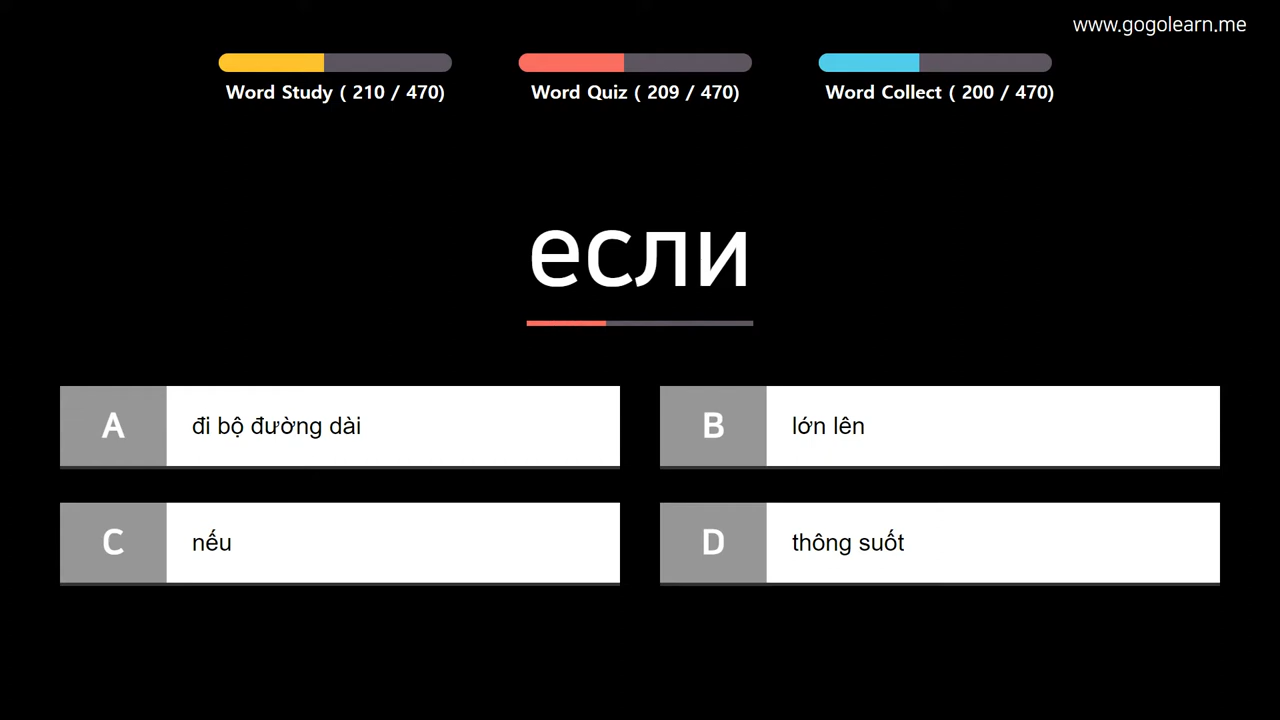 www.gogolearn.me
Word Study ( 210 / 470)
Word Quiz ( 209 / 470)
Word Collect ( 200 / 470)
если
A đi bộ đường dài
B lớn lên
C nếu
D thông suốt